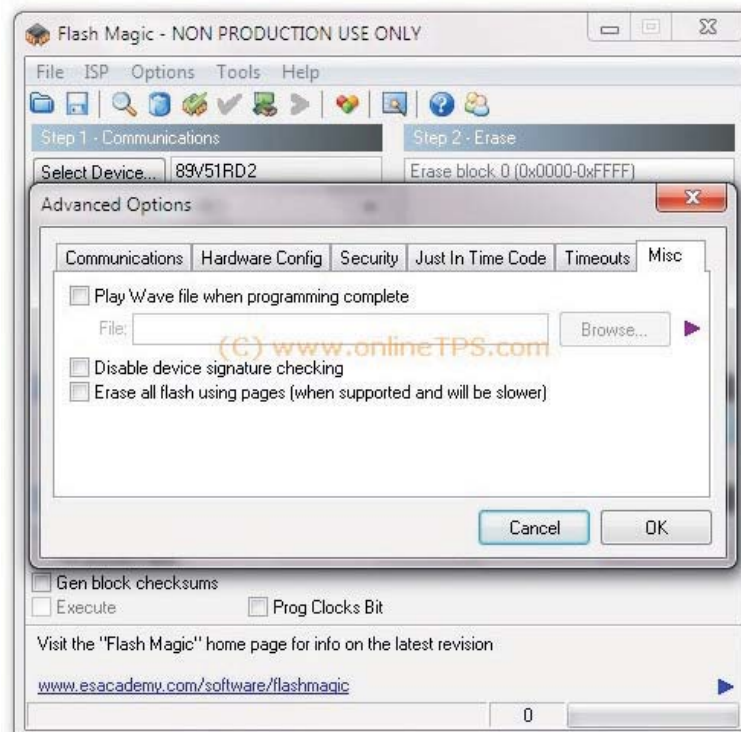 Flash Magic - NON PRODUCTION USE ONLY
File ISP Options Tools Help
Step 1 - Communications Step 2 - Erase
Select Device... 89V51RD2 Erase block 0 (0x0000-0xFFFF)
Advanced Options
Communications Hardware Config Security Just In Time Code Timeouts Misc
Play Wave file when programming complete
File: Browse...
(C) www.onlineTPS.com
Disable device signature checking
Erase all flash using pages (when supported and will be slower)
Cancel OK
Gen block checksums
Execute Prog Clocks Bit
Visit the "Flash Magic" home page for info on the latest revision
www.esacademy.com/software/flashmagic
0